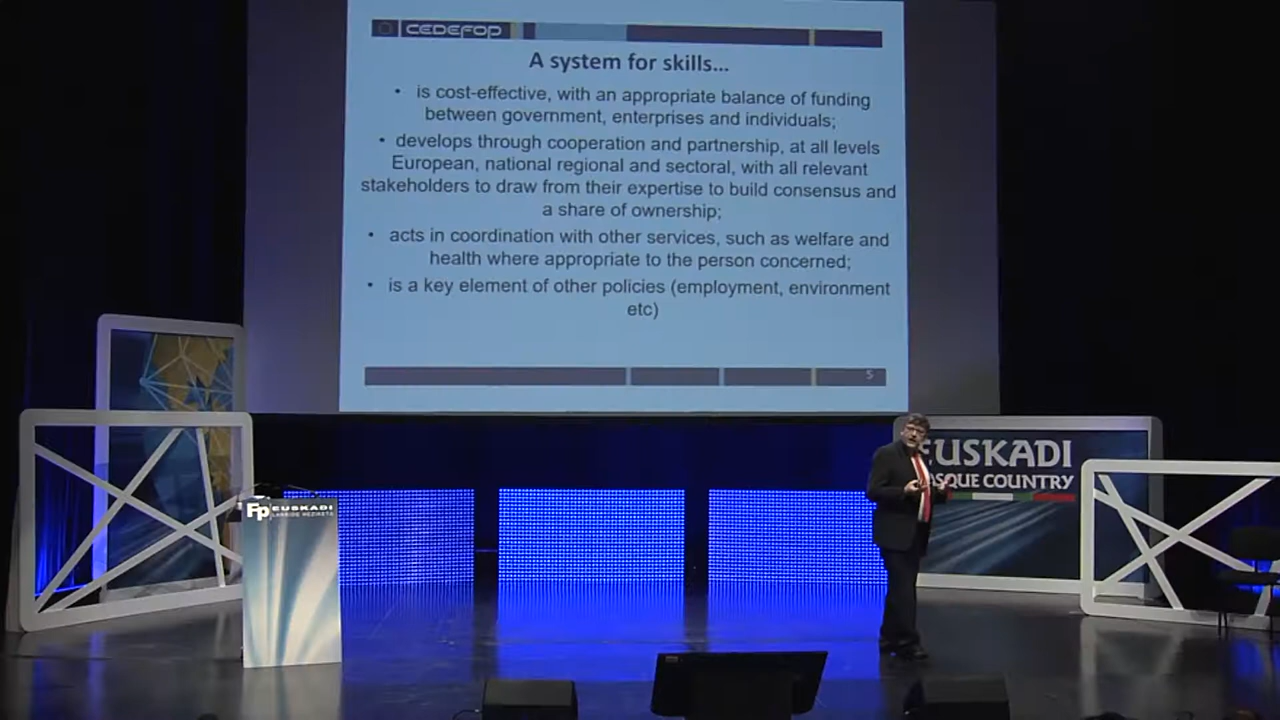 CEDEFOP
A system for skills...
• is cost-effective, with an appropriate balance of funding
between government, enterprises and individuals;
• develops through cooperation and partnership, at all levels
European, national regional and sectoral, with all relevant
stakeholders to draw from their expertise to build consensus and
a share of ownership;
• acts in coordination with other services, such as welfare and
health where appropriate to the person concerned;
• is a key element of other policies (employment, environment
etc)
5
EUSKADI
BASQUE COUNTRY
Fp EUSKADI
LANBIDE HEZIKETA